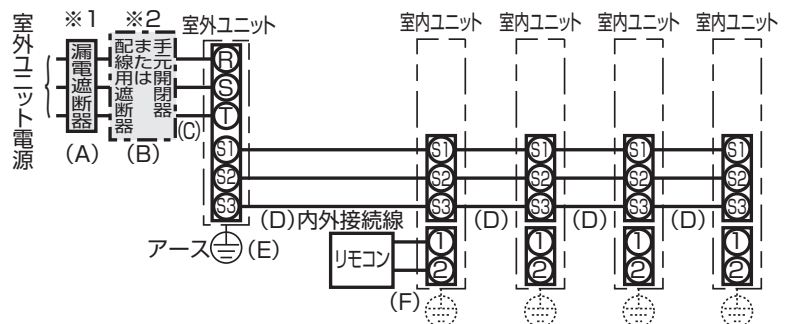 室外ユニット電源
※1
漏電遮断器
(A)
※2
手元開閉器
または
配線用遮断器
(B)
(C)
室外ユニット
R
S
T
S1
S2
S3
アース
(E)
(D)内外接続線
(D)
(D)
(D)
リモコン
(F)
室内ユニット
S1
S2
S3
1
2
室内ユニット
S1
S2
S3
1
2
室内ユニット
S1
S2
S3
1
2
室内ユニット
S1
S2
S3
1
2